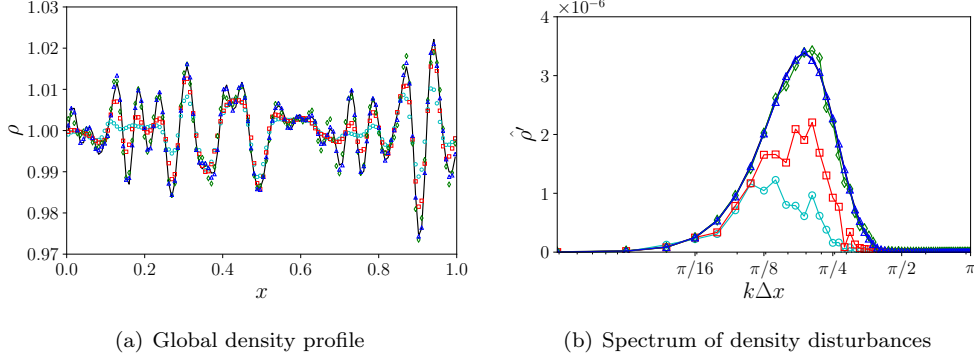 1.03
1.02
1.01
1.00
0.99
0.98
0.97
ρ
0.0 0.2 0.4 0.6 0.8 1.0
x
4 ×10⁻⁶
3
2
1
0
ρ̂′
π/16 π/8 π/4 π/2 π
kΔx
(a) Global density profile
(b) Spectrum of density disturbances